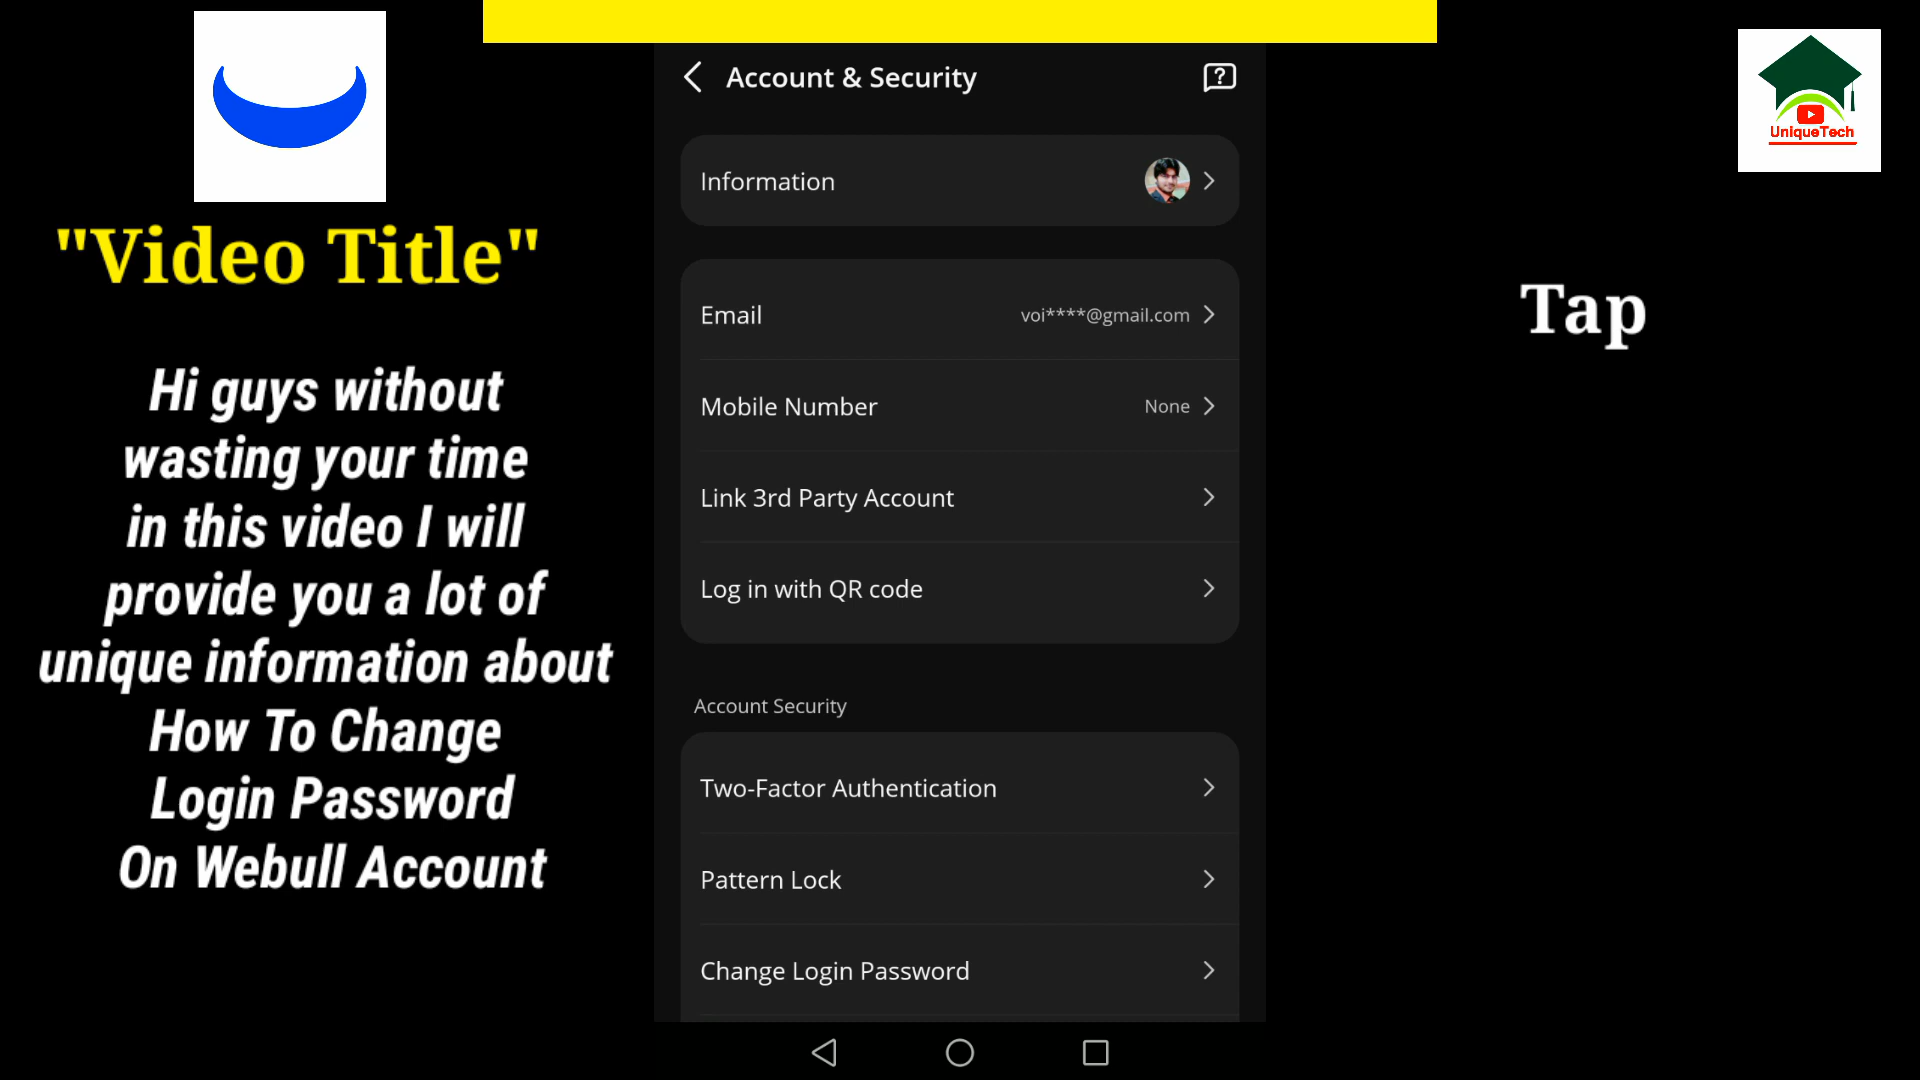 "Video Title"
Hi guys without
wasting your time
in this video I will
provide you a lot of
unique information about
How To Change
Login Password
On Webull Account
Account & Security
Information
Email voi****@gmail.com
Mobile Number None
Link 3rd Party Account
Log in with QR code
Account Security
Two-Factor Authentication
Pattern Lock
Change Login Password
UniqueTech
Tap